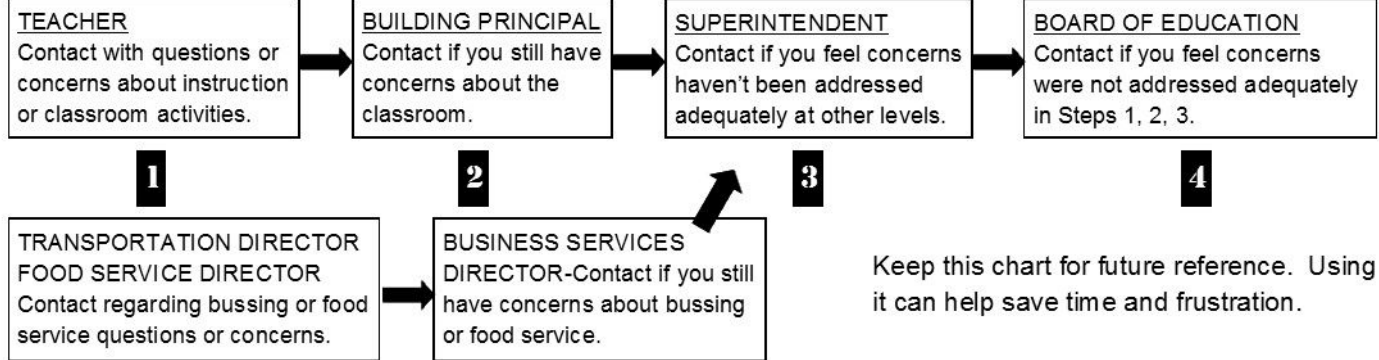 TEACHER
Contact with questions or
concerns about instruction
or classroom activities.
BUILDING PRINCIPAL
Contact if you still have
concerns about the
classroom.
SUPERINTENDENT
Contact if you feel concerns
haven't been addressed
adequately at other levels.
BOARD OF EDUCATION
Contact if you feel concerns
were not addressed adequately
in Steps 1, 2, 3.
1
2
3
4
TRANSPORTATION DIRECTOR
FOOD SERVICE DIRECTOR
Contact regarding bussing or food
service questions or concerns.
BUSINESS SERVICES
DIRECTOR-Contact if you still
have concerns about bussing
or food service.
Keep this chart for future reference.  Using
it can help save time and frustration.